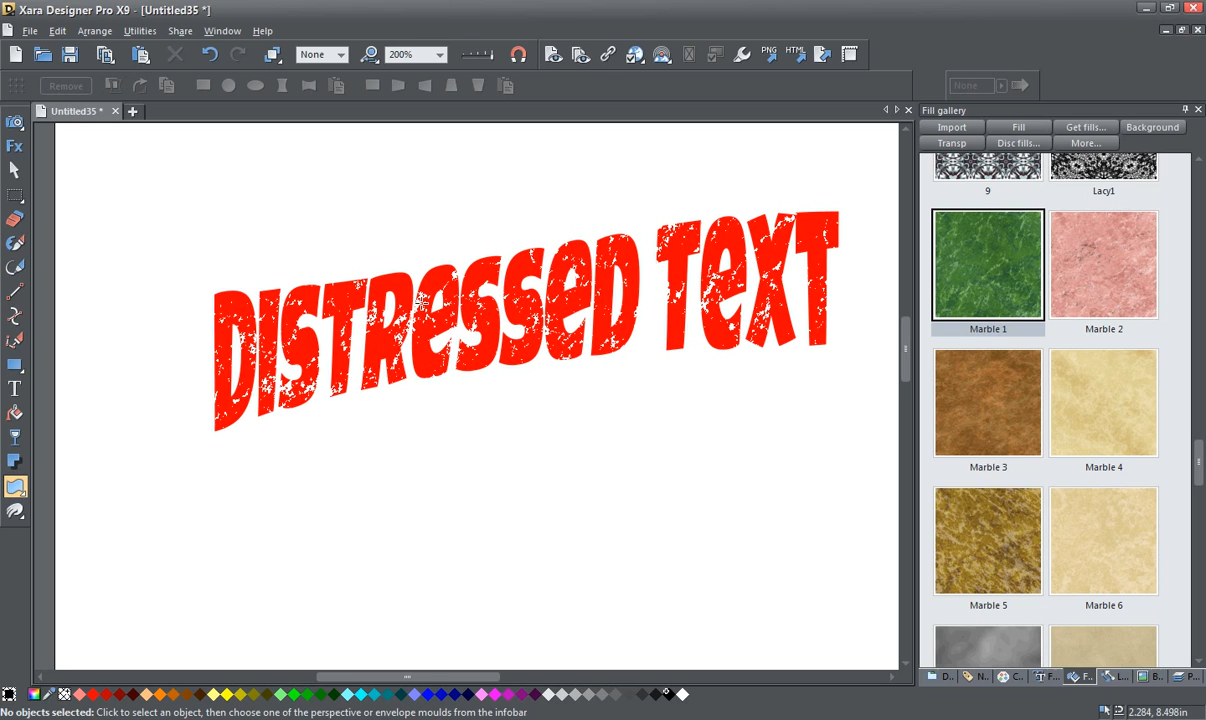 Xara Designer Pro X9 - [Untitled35 *]
File Edit Arrange Utilities Share Window Help
None 200% PNG HTML
Remove None
Untitled35 *
Fill gallery
Import Fill Get fills... Background
Transp Disc fills... More...
9 Lacy1
Marble 1 Marble 2
Marble 3 Marble 4
Marble 5 Marble 6
DISTReSSeD TeXT
Fx
T
D.. N.. C.. F.. F.. L... B.. P...
No objects selected: Click to select an object, then choose one of the perspective or envelope moulds from the infobar
2.284, 8.498in